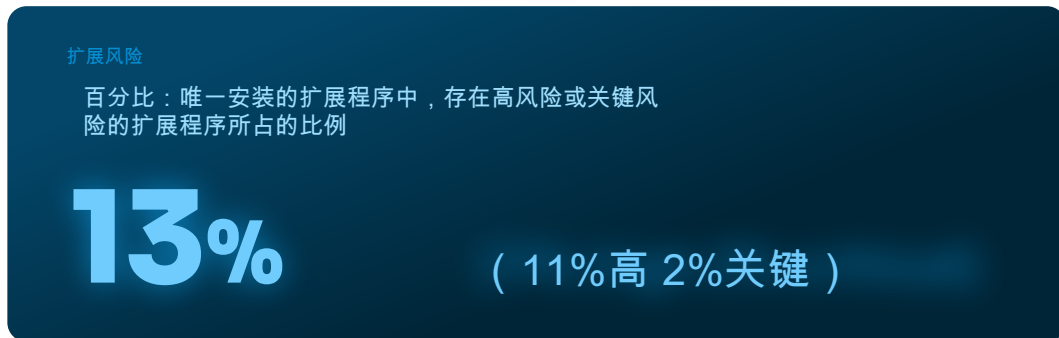 扩展风险
百分比：唯一安装的扩展程序中，存在高风险或关键风
险的扩展程序所占的比例
13%
（11%高 2%关键）